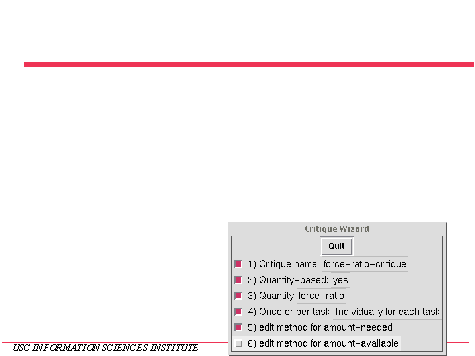 Critique Wizard
Quit
1) Critique name: force-ratio-critique
2) Quantity-based: yes
3) Quantity: force-ratio
4) Once or per task: Individually for each task
5) edit method for amount-needed
6) edit method for amount-available
USC INFORMATION SCIENCES INSTITUTE